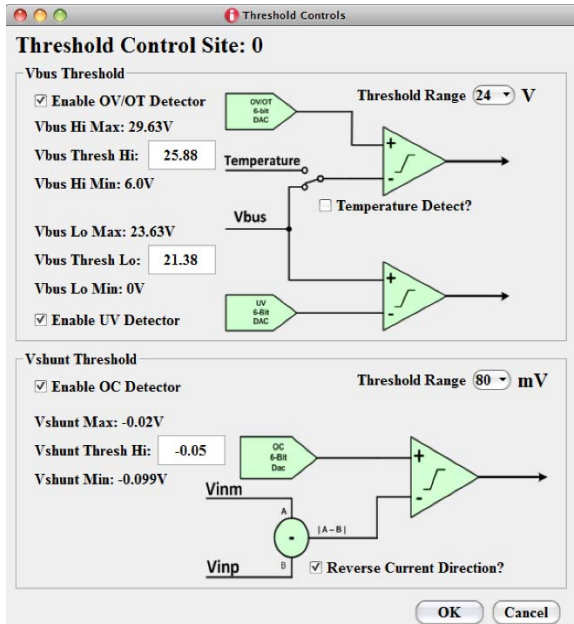 Threshold Controls
Threshold Control Site: 0
Vbus Threshold
Enable OV/OT Detector
Threshold Range 24 V
Vbus Hi Max: 29.63V
Vbus Thresh Hi: 25.88
Vbus Hi Min: 6.0V
OV/OT
6-bit
DAC
Temperature
+
-
Temperature Detect?
Vbus
Vbus Lo Max: 23.63V
Vbus Thresh Lo: 21.38
Vbus Lo Min: 0V
Enable UV Detector
UV
6-Bit
DAC
+
-
Vshunt Threshold
Enable OC Detector
Threshold Range 80 mV
Vshunt Max: -0.02V
Vshunt Thresh Hi: -0.05
Vshunt Min: -0.099V
OC
6-Bit
Dac
+
-
Vinm
A
-
|A-B|
B
Vinp
Reverse Current Direction?
OK Cancel